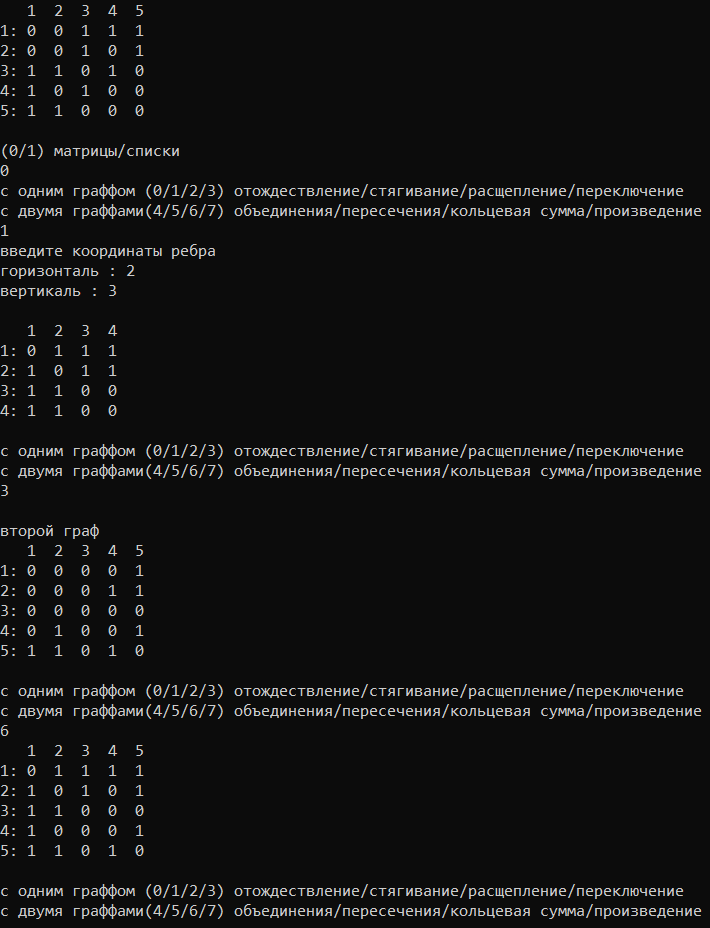 1 2 3 4 5
1: 0 0 1 1 1
2: 0 0 1 0 1
3: 1 1 0 1 0
4: 1 0 1 0 0
5: 1 1 0 0 0
(0/1) матрицы/списки
0
с одним граффом (0/1/2/3) отождествление/стягивание/расщепление/переключение
с двумя граффами(4/5/6/7) объединения/пересечения/кольцевая сумма/произведение
1
введите координаты ребра
горизонталь : 2
вертикаль : 3
1 2 3 4
1: 0 1 1 1
2: 1 0 1 1
3: 1 1 0 0
4: 1 1 0 0
с одним граффом (0/1/2/3) отождествление/стягивание/расщепление/переключение
с двумя граффами(4/5/6/7) объединения/пересечения/кольцевая сумма/произведение
3
второй граф
1 2 3 4 5
1: 0 0 0 0 1
2: 0 0 0 1 1
3: 0 0 0 0 0
4: 0 1 0 0 1
5: 1 1 0 1 0
с одним граффом (0/1/2/3) отождествление/стягивание/расщепление/переключение
с двумя граффами(4/5/6/7) объединения/пересечения/кольцевая сумма/произведение
6
1 2 3 4 5
1: 0 1 1 1 1
2: 1 0 1 0 1
3: 1 1 0 0 0
4: 1 0 0 0 1
5: 1 1 0 1 0
с одним граффом (0/1/2/3) отождествление/стягивание/расщепление/переключение
с двумя граффами(4/5/6/7) объединения/пересечения/кольцевая сумма/произведение